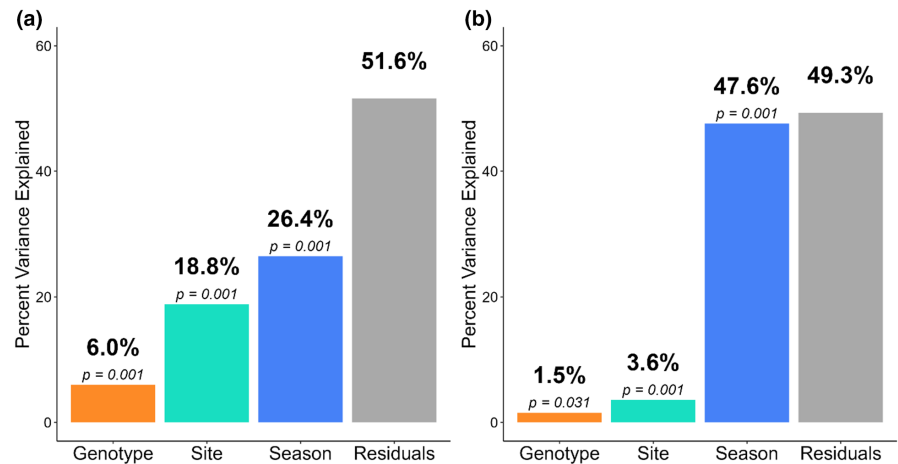 (a)
Percent Variance Explained
60
40
20
0
6.0%
p = 0.001
18.8%
p = 0.001
26.4%
p = 0.001
51.6%
Genotype Site Season Residuals
(b)
Percent Variance Explained
60
40
20
0
1.5%
p = 0.031
3.6%
p = 0.001
47.6%
p = 0.001
49.3%
Genotype Site Season Residuals